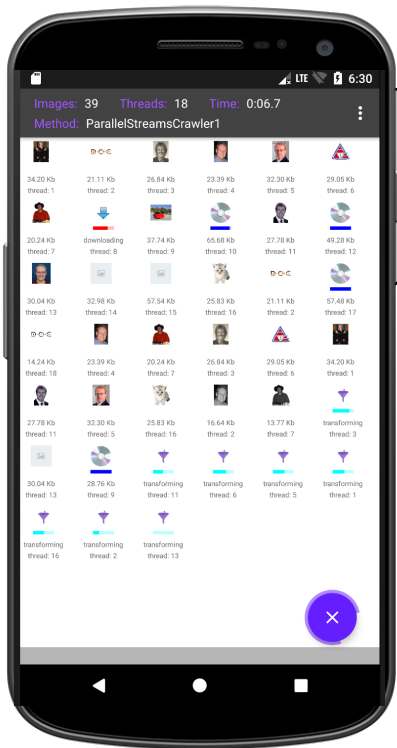 LTE 6:30
Images: 39 Threads: 18 Time: 0:06.7
Method: ParallelStreamsCrawler1
34.20 Kb 21.11 Kb 26.84 Kb 23.39 Kb 32.30 Kb 29.05 Kb
thread: 1 thread: 2 thread: 3 thread: 4 thread: 5 thread: 6
20.24 Kb downloading 37.74 Kb 65.60 Kb 27.78 Kb 49.28 Kb
thread: 7 thread: 8 thread: 9 thread: 10 thread: 11 thread: 12
30.04 Kb 32.98 Kb 57.54 Kb 25.83 Kb 21.11 Kb 57.48 Kb
thread: 13 thread: 14 thread: 15 thread: 16 thread: 2 thread: 17
14.24 Kb 23.39 Kb 20.24 Kb 26.84 Kb 29.05 Kb 34.20 Kb
thread: 18 thread: 4 thread: 7 thread: 3 thread: 6 thread: 1
27.78 Kb 32.30 Kb 25.83 Kb 16.64 Kb 13.77 Kb transforming
thread: 11 thread: 5 thread: 16 thread: 2 thread: 7 thread: 3
30.04 Kb 28.76 Kb transforming transforming transforming transforming
thread: 13 thread: 9 thread: 11 thread: 6 thread: 5 thread: 1
transforming transforming transforming
thread: 16 thread: 2 thread: 13